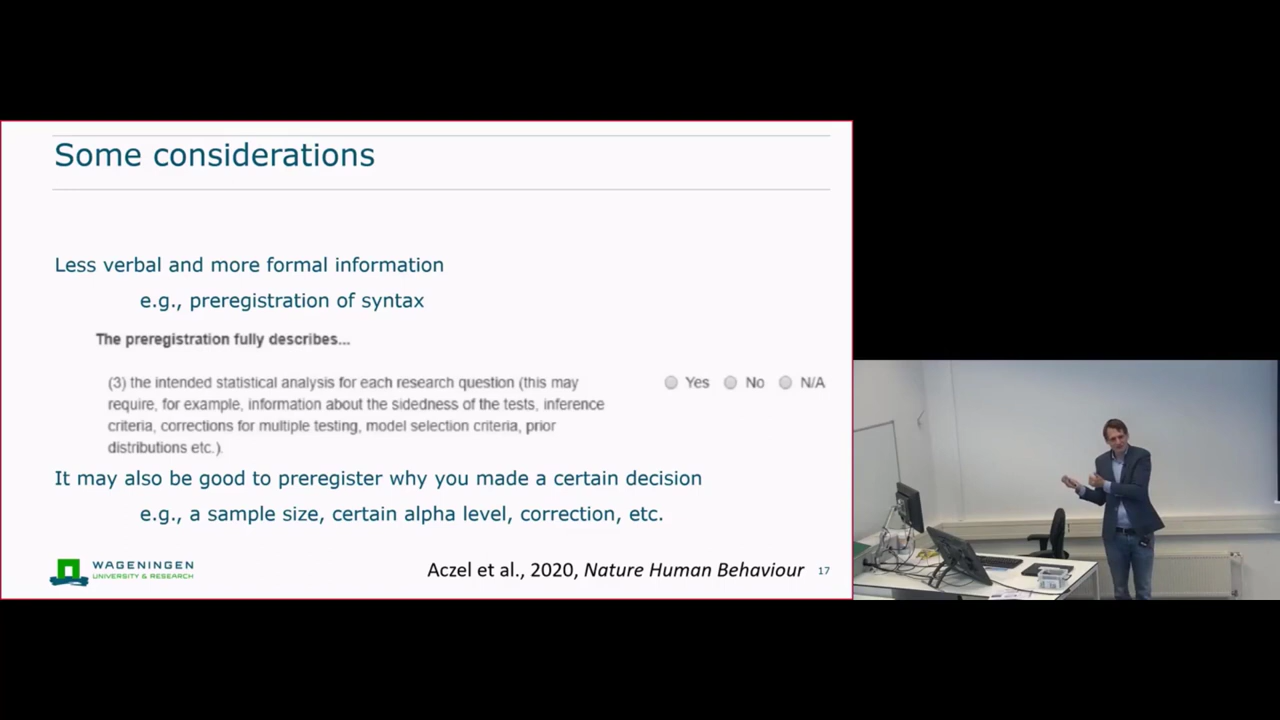 Some considerations
Less verbal and more formal information
e.g., preregistration of syntax
The preregistration fully describes...
(3) the intended statistical analysis for each research question (this may
require, for example, information about the sidedness of the tests, inference
criteria, corrections for multiple testing, model selection criteria, prior
distributions etc.).
Yes No N/A
It may also be good to preregister why you made a certain decision
e.g., a sample size, certain alpha level, correction, etc.
WAGENINGEN
UNIVERSITY & RESEARCH
Aczel et al., 2020, Nature Human Behaviour
17